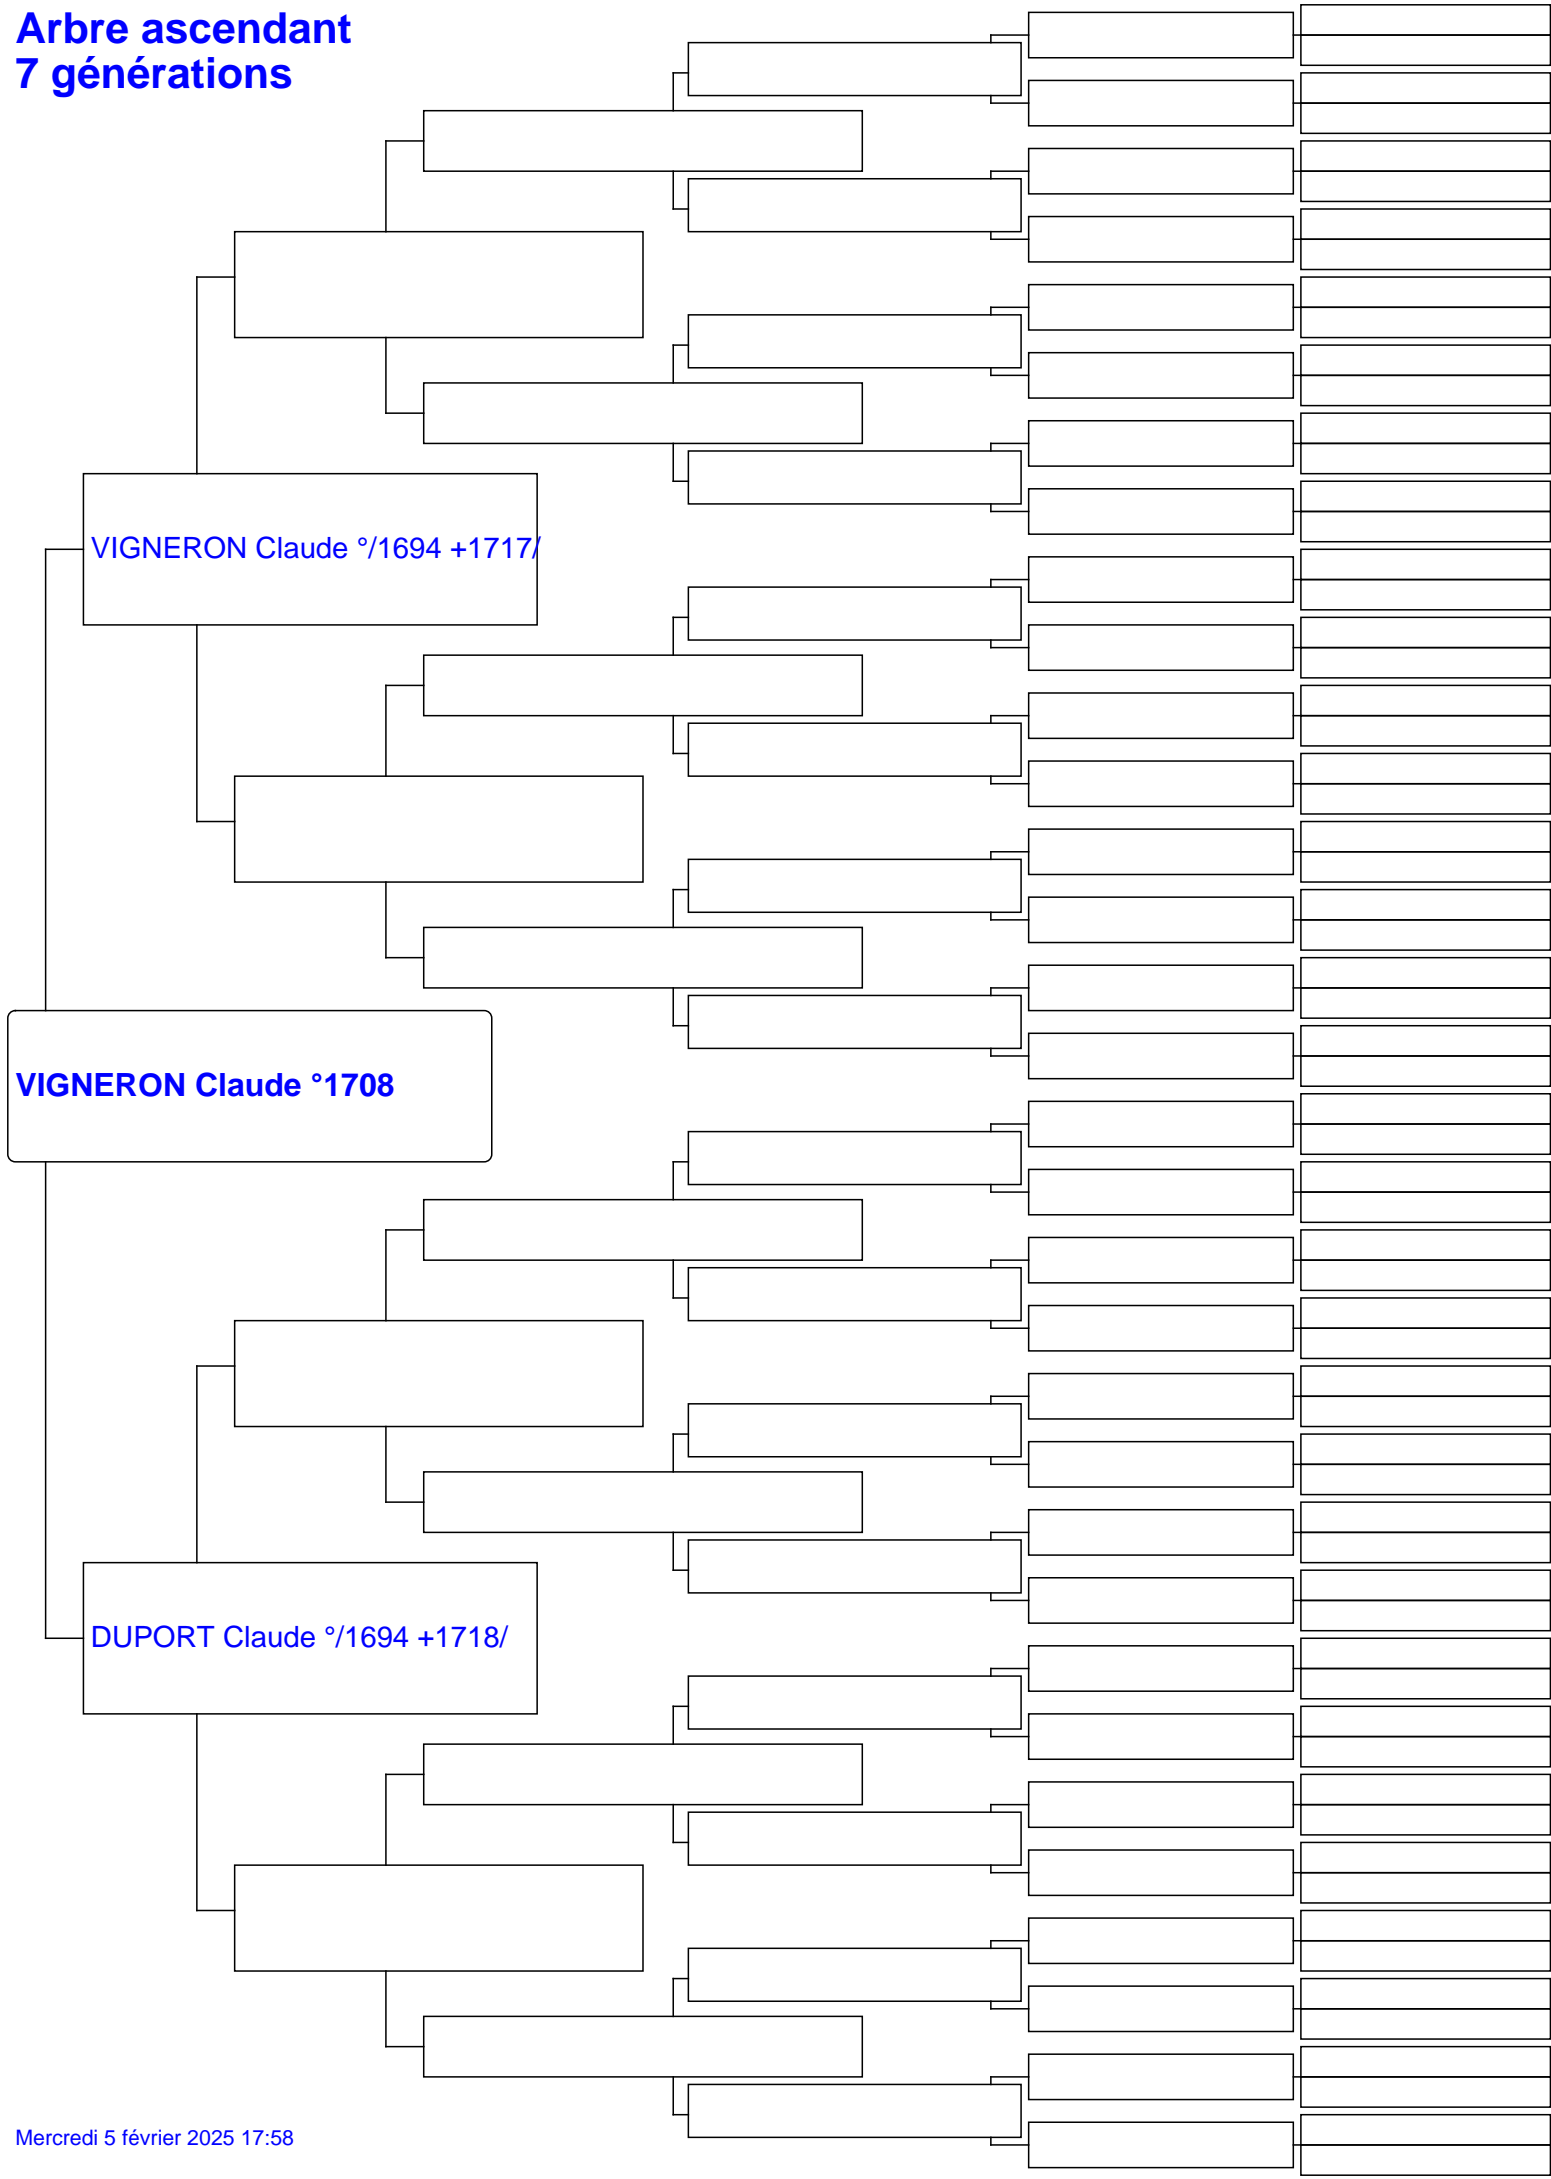 Arbre ascendant
7 générations
VIGNERON Claude °/1694 +1717/
VIGNERON Claude °1708
DUPORT Claude °/1694 +1718/
Mercredi 5 février 2025 17:58